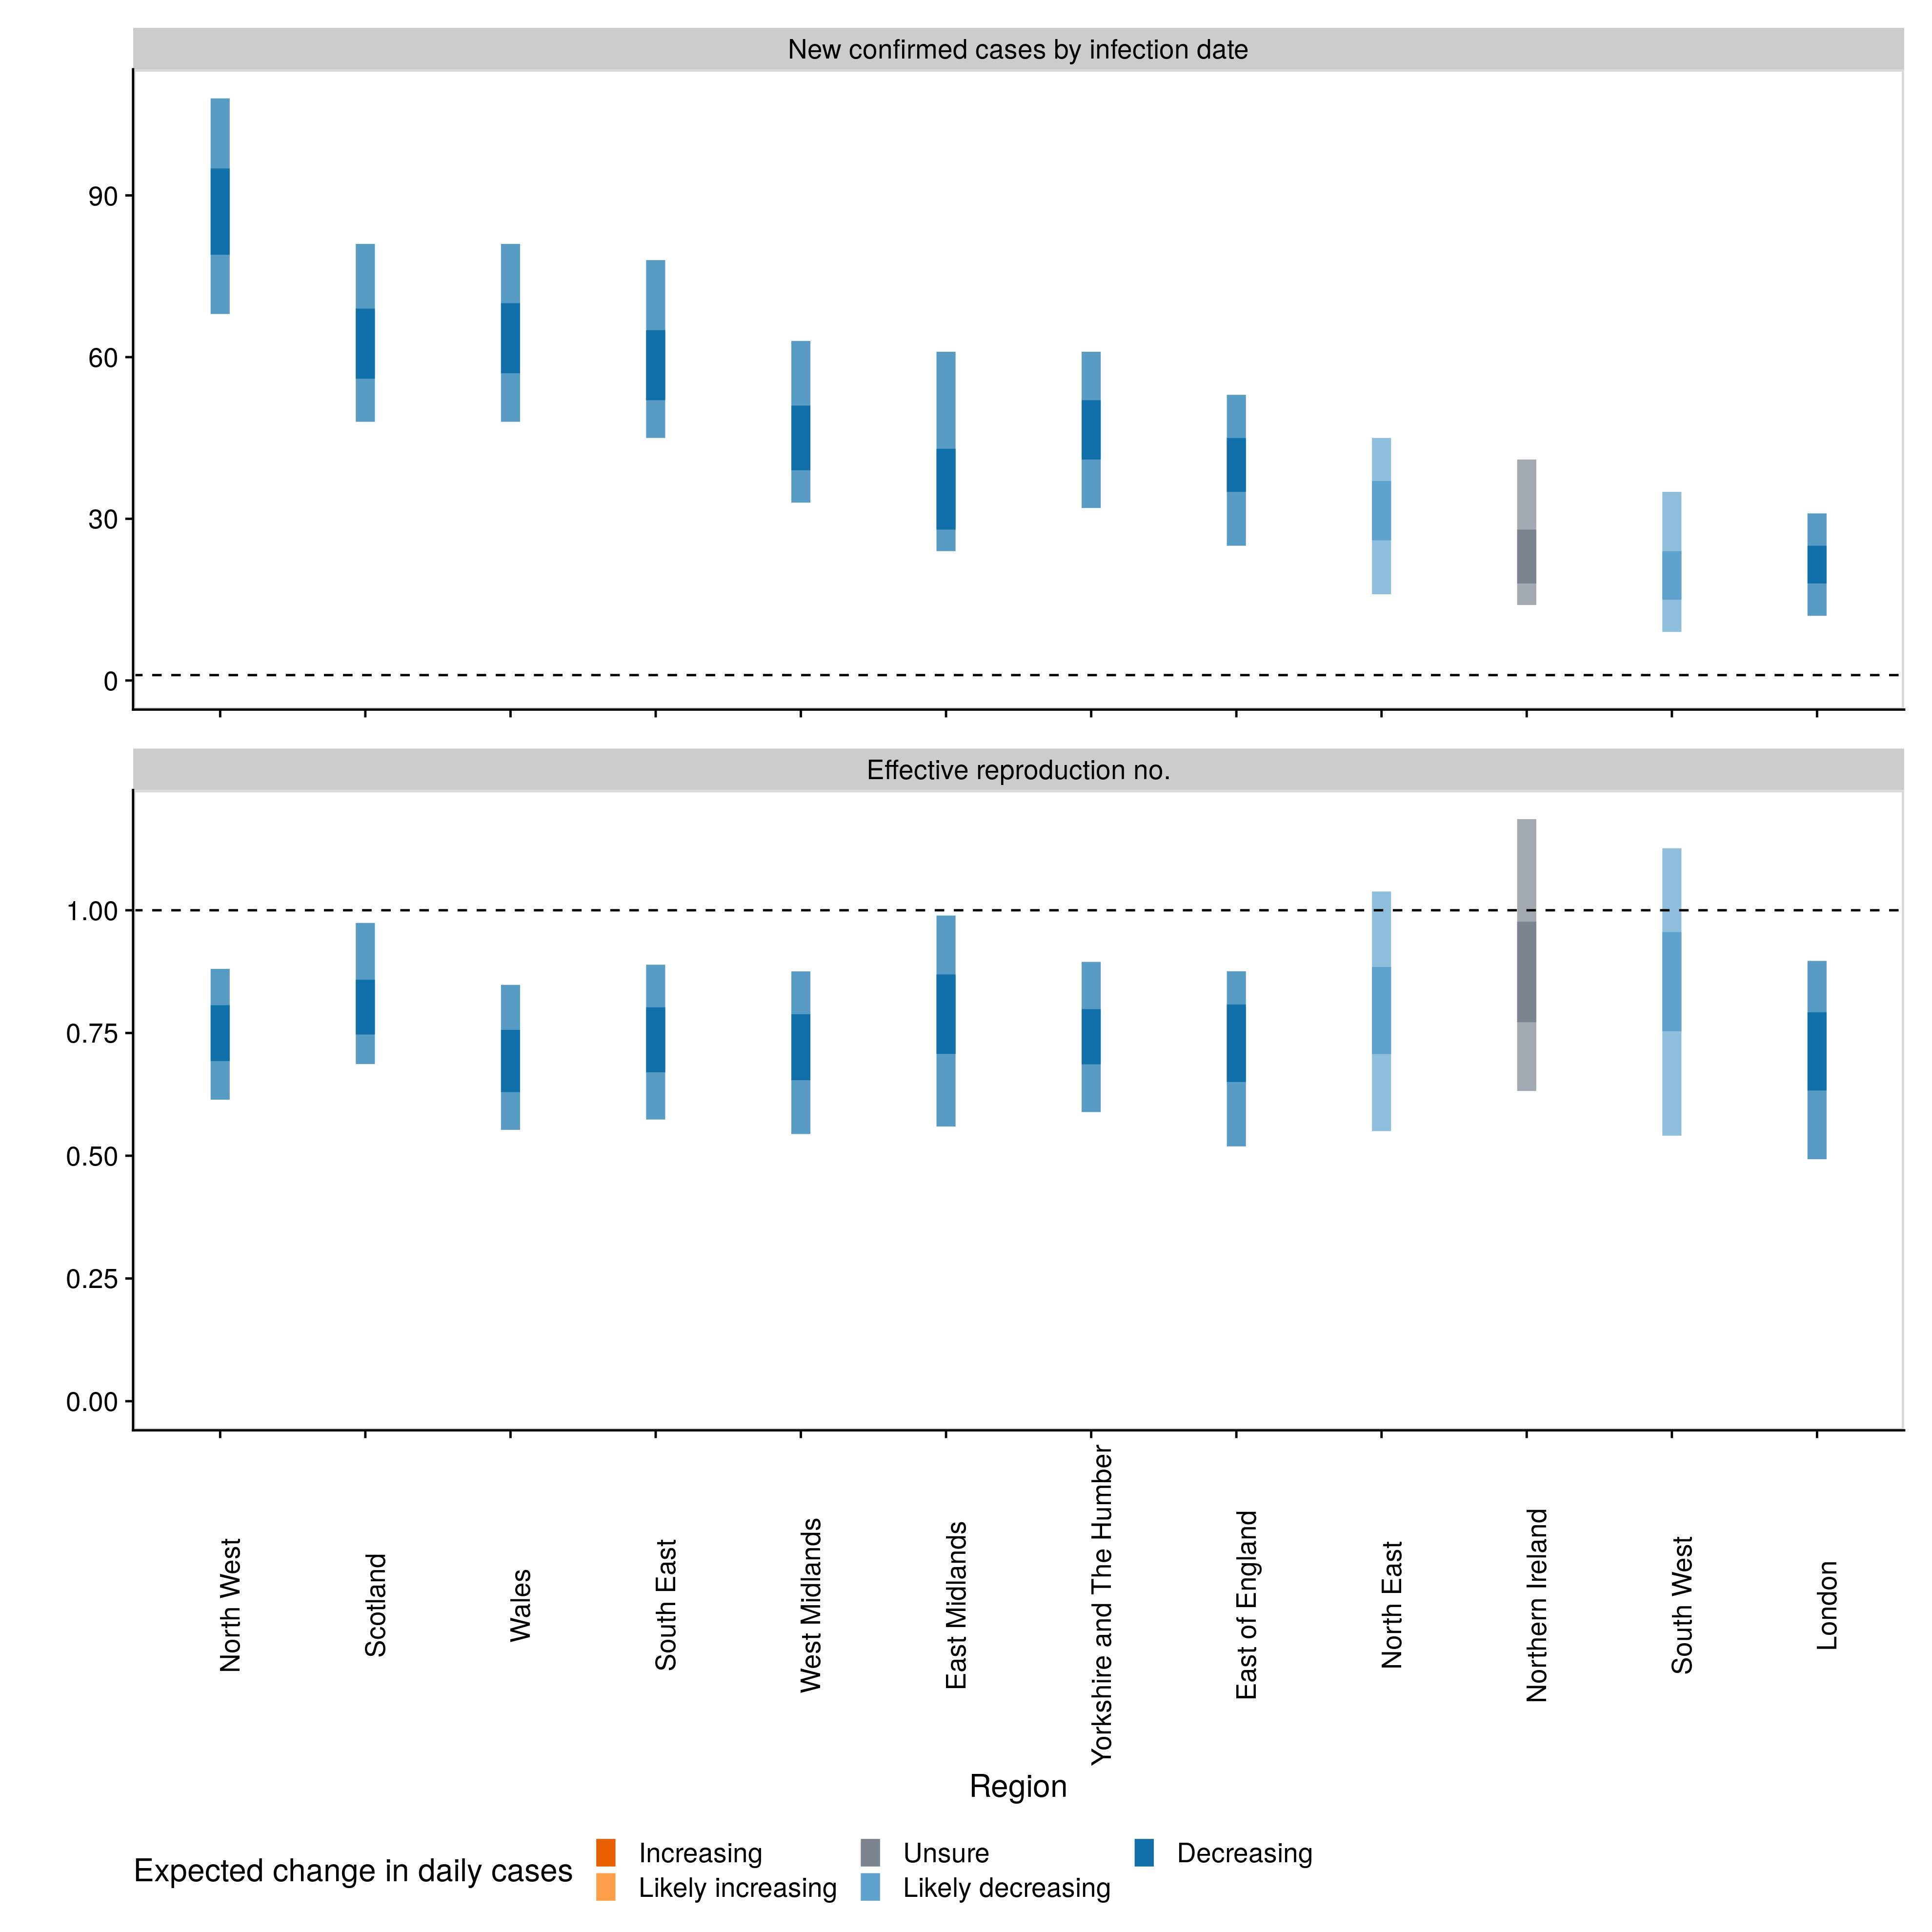 New confirmed cases by infection date
90
60
30
0
Effective reproduction no.
1.00
0.75
0.50
0.25
0.00
North West
Scotland
Wales
South East
West Midlands
East Midlands
Yorkshire and The Humber
East of England
North East
Northern Ireland
South West
London
Region
Expected change in daily cases
Increasing
Likely increasing
Unsure
Likely decreasing
Decreasing